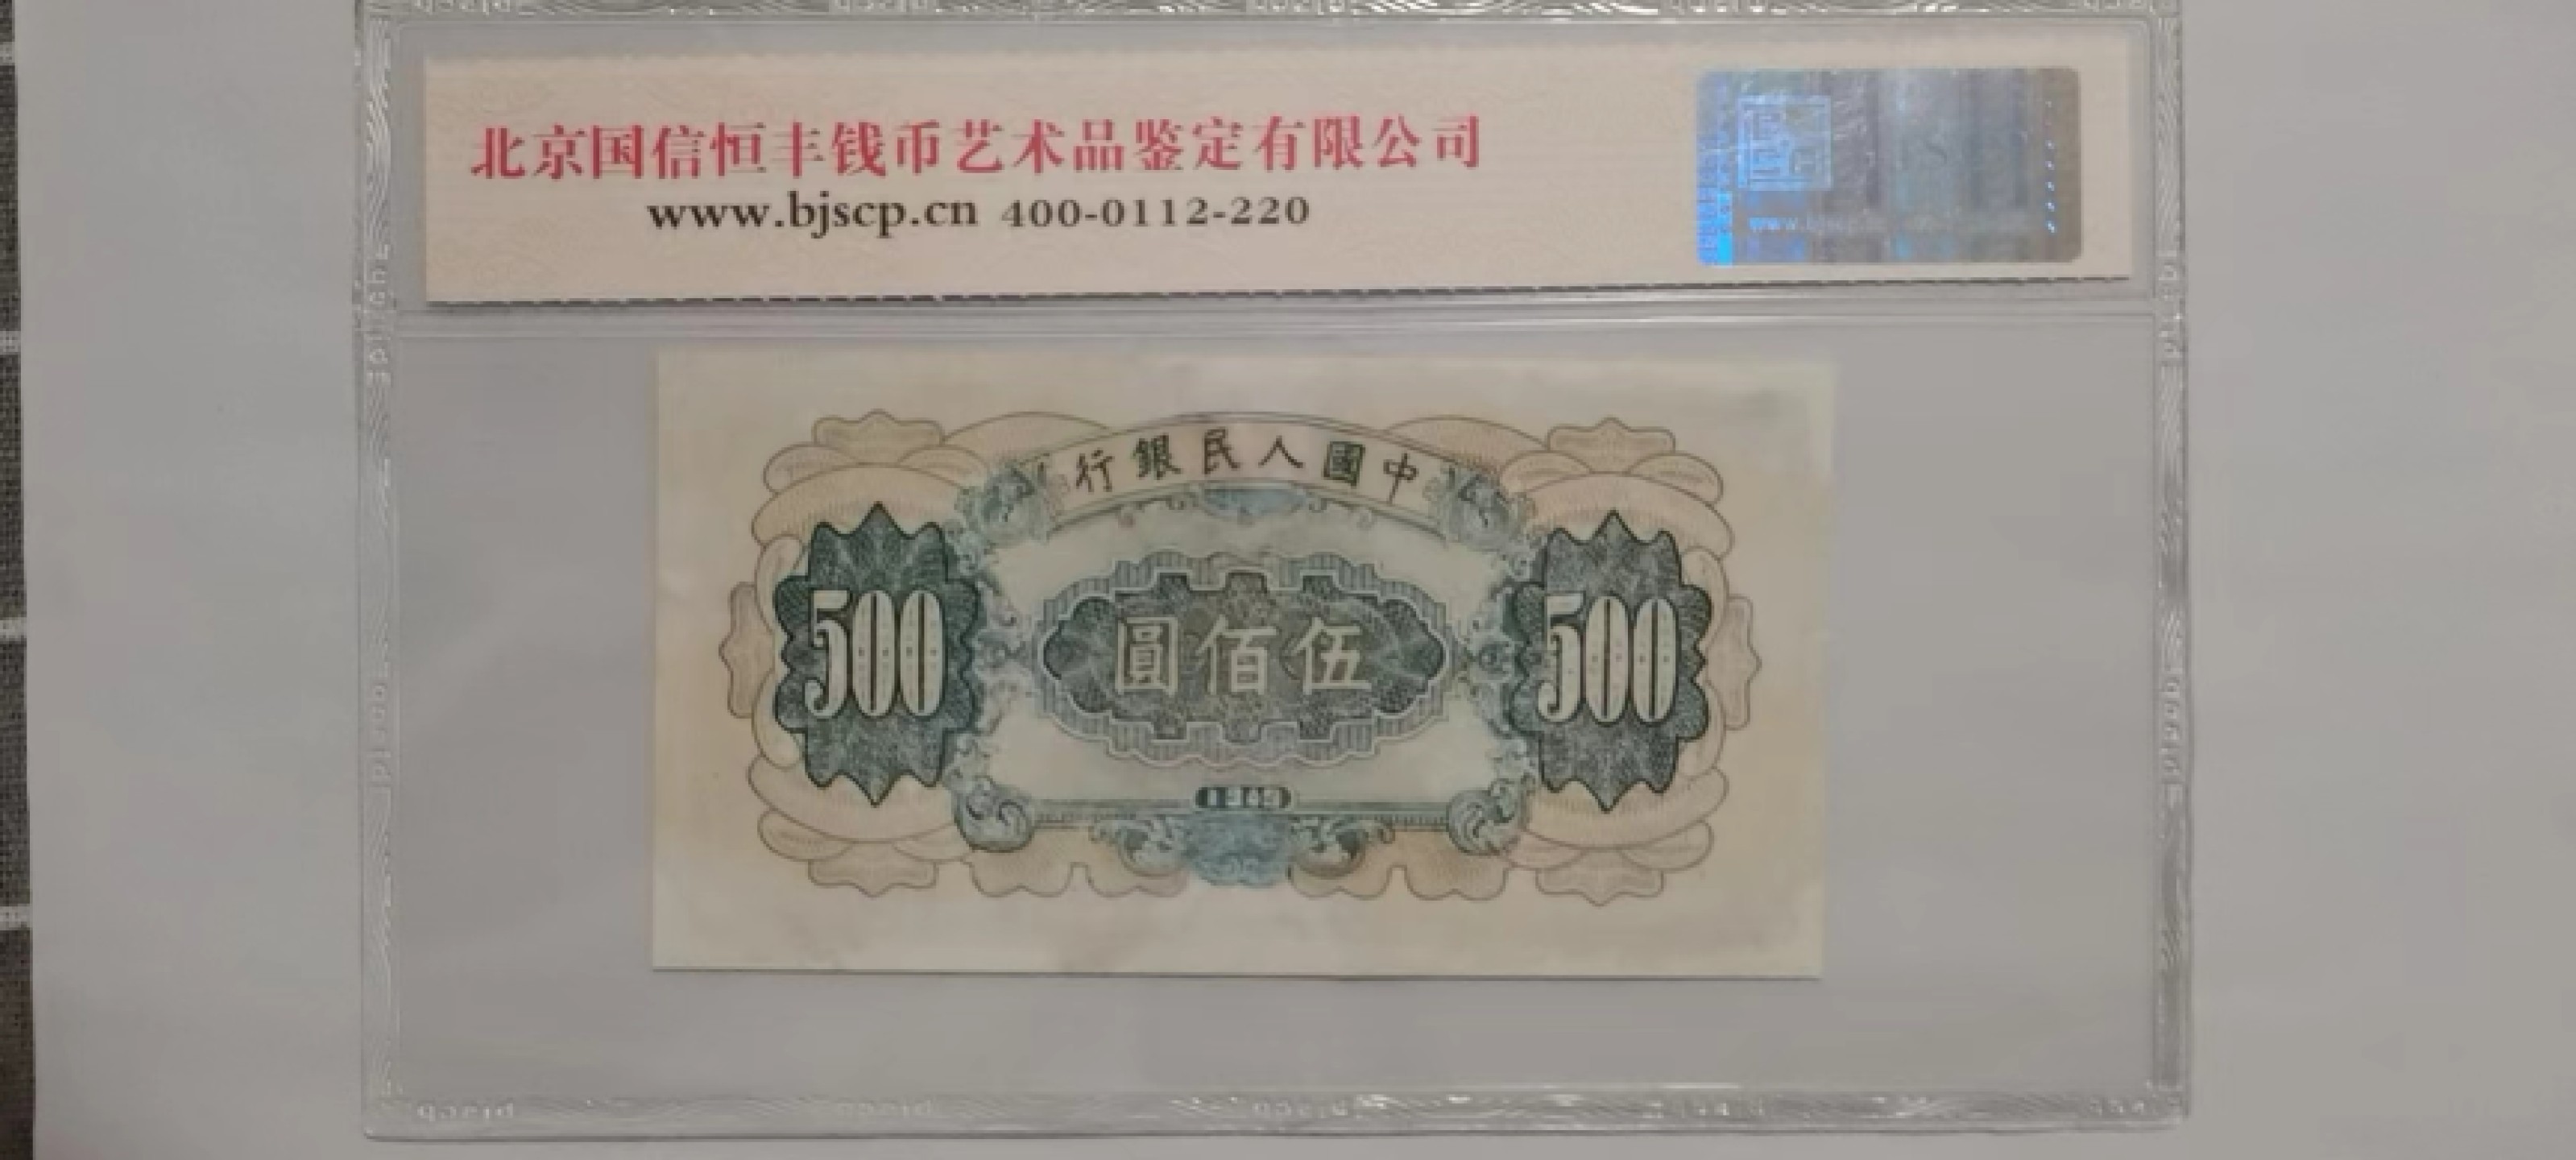 北京国信恒丰钱币艺术品鉴定有限公司
www.bjscp.cn 400-0112-220
行銀民人國中
500 圓佰伍 500
1949